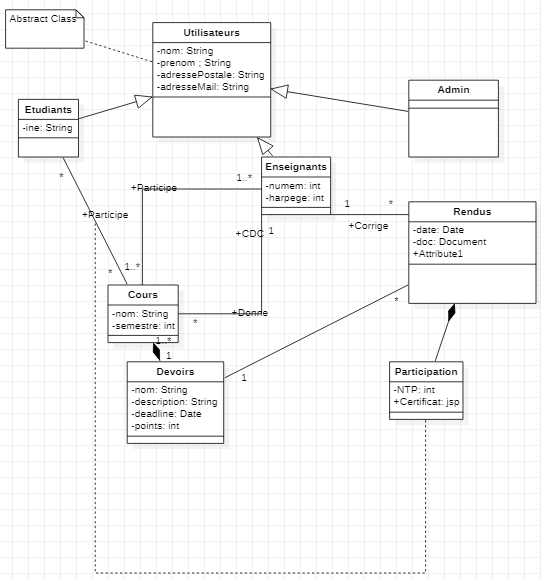 Abstract Class
Utilisateurs
-nom: String
-prenom ; String
-adressePostale: String
-adresseMail: String
Etudiants
-ine: String
Admin
Enseignants
-numem: int
-harpege: int
Rendus
-date: Date
-doc: Document
+Attribute1
*
+Participe
*
1..*
+Participe
1..*
1
*
+Corrige
+CDC
1
Cours
-nom: String
-semestre: int
*
+Donne
1..*
1
Devoirs
-nom: String
-description: String
-deadline: Date
-points: int
1
*
Participation
-NTP: int
+Certificat: jsp